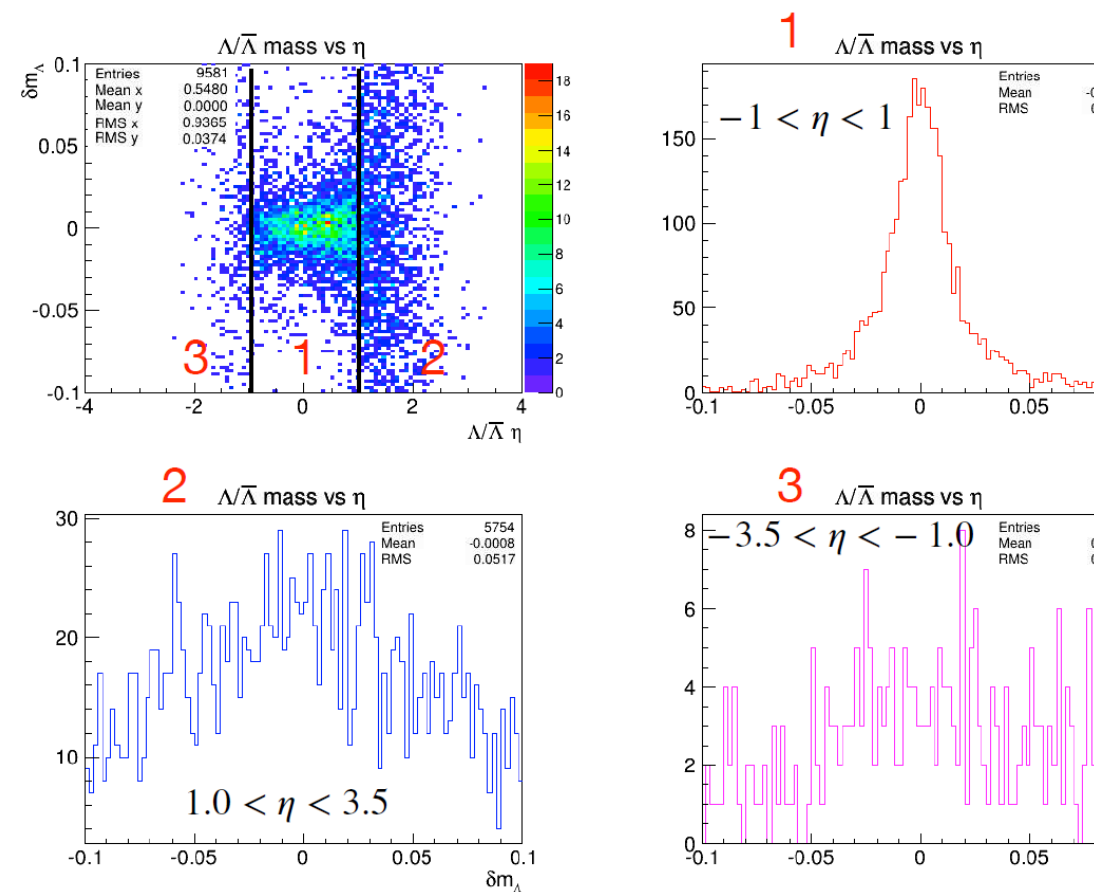 Λ/Λ̅ mass vs η
Entries 9581
Mean x 0.5480
Mean y 0.0000
RMS x 0.9365
RMS y 0.0374
δm_Λ
0.1
0.05
0
-0.05
-0.1
18
16
14
12
10
8
6
4
2
0
3
1
2
-4 -2 0 2 4
Λ/Λ̅ η
1
Λ/Λ̅ mass vs η
−1 < η < 1
Entries
Mean -0
RMS 0
150
100
50
0
-0.1 -0.05 0 0.05
2
Λ/Λ̅ mass vs η
Entries 5754
Mean -0.0008
RMS 0.0517
30
20
10
1.0 < η < 3.5
-0.1 -0.05 0 0.05 0.1
δm_Λ
3
Λ/Λ̅ mass vs η
−3.5 < η < − 1.0
Entries
Mean 0
RMS 0
8
6
4
2
0
-0.1 -0.05 0 0.05